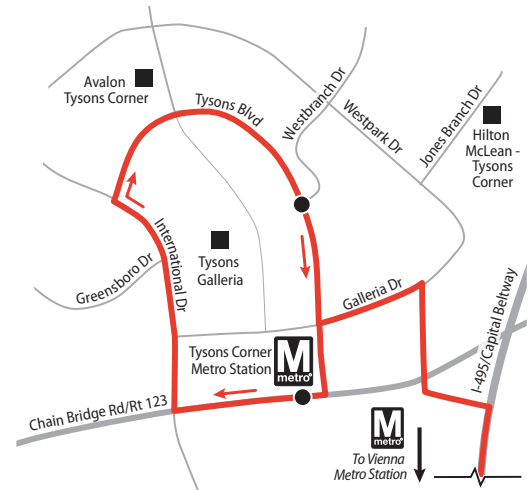 Avalon
Tysons Corner
Tysons Blvd
Westbranch Dr
Westpark Dr
Jones Branch Dr
Hilton
McLean -
Tysons
Corner
International Dr
Greensboro Dr
Tysons
Galleria
Galleria Dr
I-495/Capital Beltway
Tysons Corner
Metro Station
M
metro
Chain Bridge Rd/Rt 123
M
metro
To Vienna
Metro Station